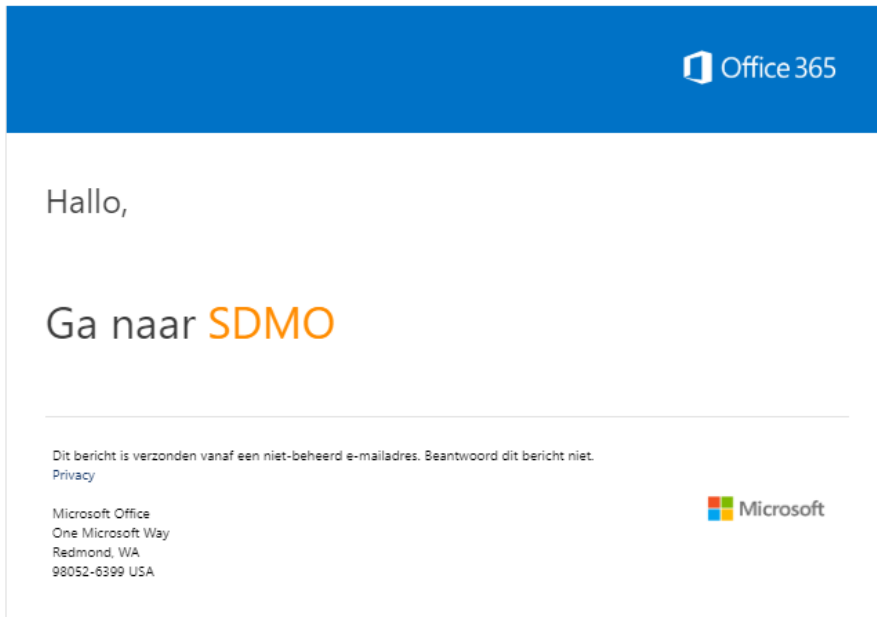 Office 365
Hallo,
Ga naar SDMO
Dit bericht is verzonden vanaf een niet-beheerd e-mailadres. Beantwoord dit bericht niet.
Privacy
Microsoft Office
One Microsoft Way
Redmond, WA
98052-6399 USA
Microsoft